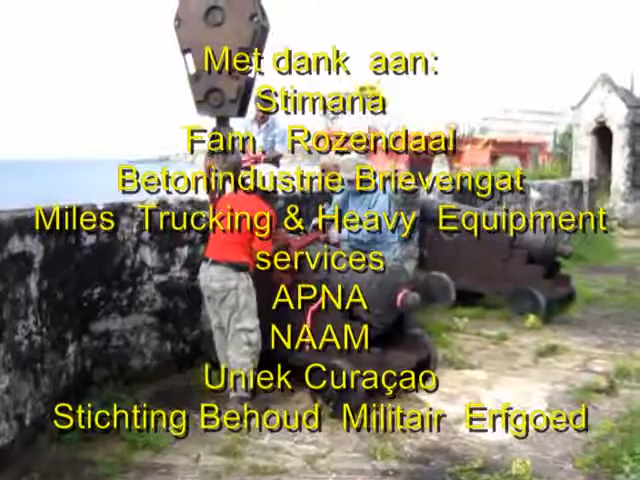 Met dank aan:
Stimana
Fam. Rozendaal
Betonindustrie Brievengat
Miles Trucking & Heavy Equipment
services
APNA
NAAM
Uniek Curaçao
Stichting Behoud Militair Erfgoed